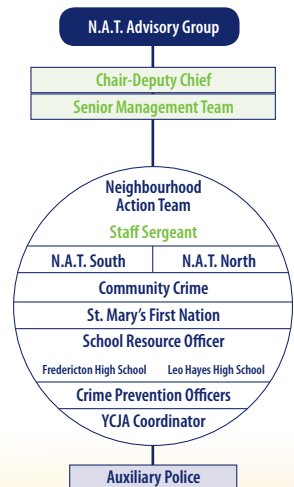 N.A.T. Advisory Group
Chair-Deputy Chief
Senior Management Team
Neighbourhood
Action Team
Staff Sergeant
N.A.T. South N.A.T. North
Community Crime
St. Mary's First Nation
School Resource Officer
Fredericton High School Leo Hayes High School
Crime Prevention Officers
YCJA Coordinator
Auxiliary Police